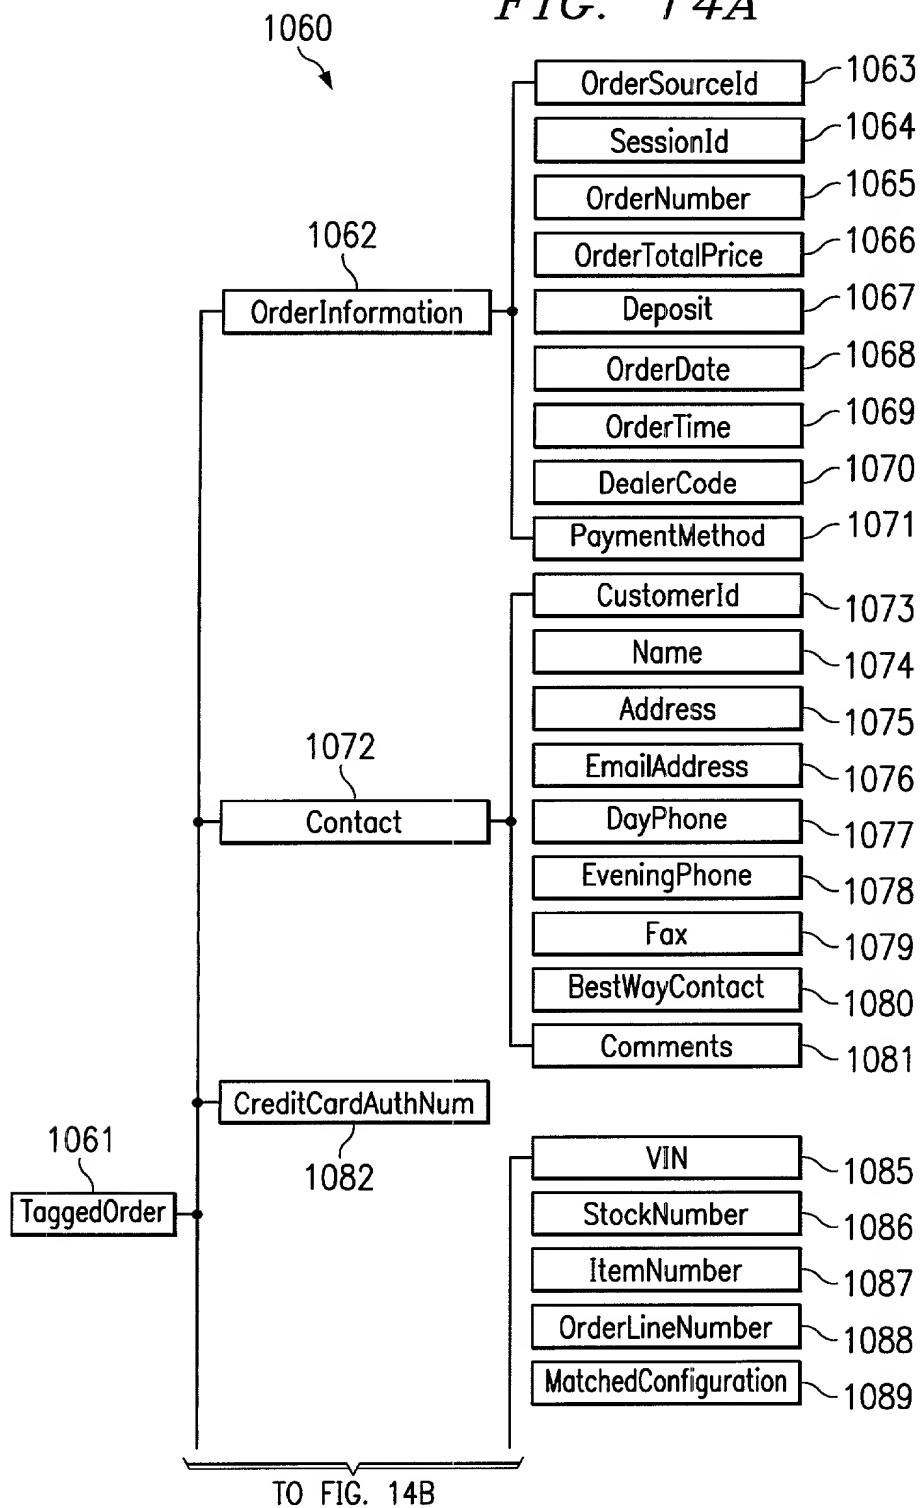 FIG. 14A
1060
OrderSourceId 1063
SessionId 1064
OrderNumber 1065
1062
OrderTotalPrice 1066
OrderInformation
Deposit 1067
OrderDate 1068
OrderTime 1069
DealerCode 1070
PaymentMethod 1071
CustomerId 1073
Name 1074
Address 1075
1072
EmailAddress 1076
Contact
DayPhone 1077
EveningPhone 1078
Fax 1079
BestWayContact 1080
Comments 1081
CreditCardAuthNum
1082
1061
TaggedOrder
VIN 1085
StockNumber 1086
ItemNumber 1087
OrderLineNumber 1088
MatchedConfiguration 1089
TO FIG. 14B